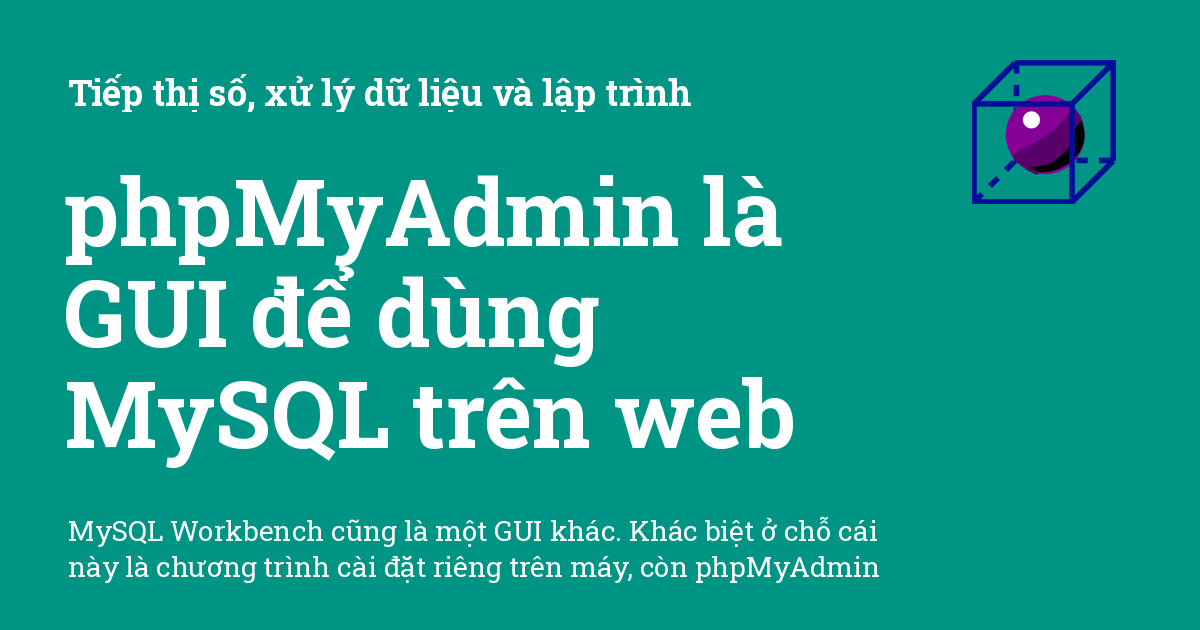 Tiếp thị số, xử lý dữ liệu và lập trình
phpMyAdmin là
GUI để dùng
MySQL trên web
MySQL Workbench cũng là một GUI khác. Khác biệt ở chỗ cái
này là chương trình cài đặt riêng trên máy, còn phpMyAdmin